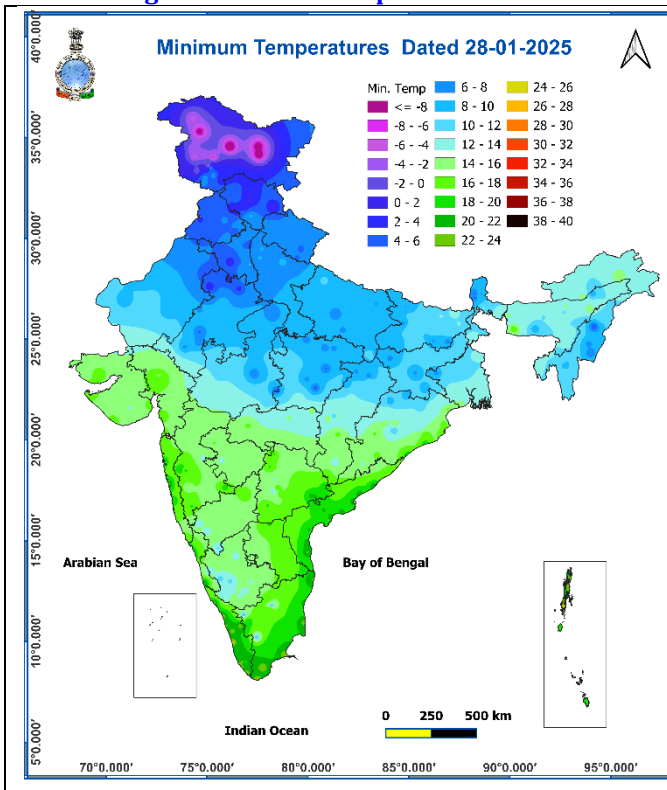 Minimum Temperatures Dated 28-01-2025
Min. Temp
<= -8
-8 - -6
-6 - -4
-4 - -2
-2 - 0
0 - 2
2 - 4
4 - 6
6 - 8
8 - 10
10 - 12
12 - 14
14 - 16
16 - 18
18 - 20
20 - 22
22 - 24
24 - 26
26 - 28
28 - 30
30 - 32
32 - 34
34 - 36
36 - 38
38 - 40
40°0.000'
35°0.000'
30°0.000'
25°0.000'
20°0.000'
15°0.000'
10°0.000'
5°0.000'
Arabian Sea
Bay of Bengal
Indian Ocean
0 250 500 km
70°0.000' 75°0.000' 80°0.000' 85°0.000' 90°0.000' 95°0.000'